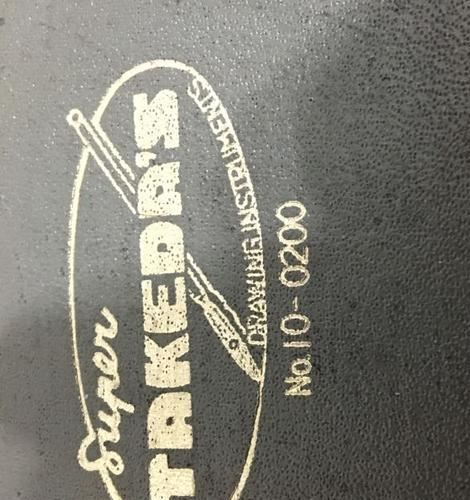 Super
TAKEDA'S
DRAWING INSTRUMENTS
No.10-0200